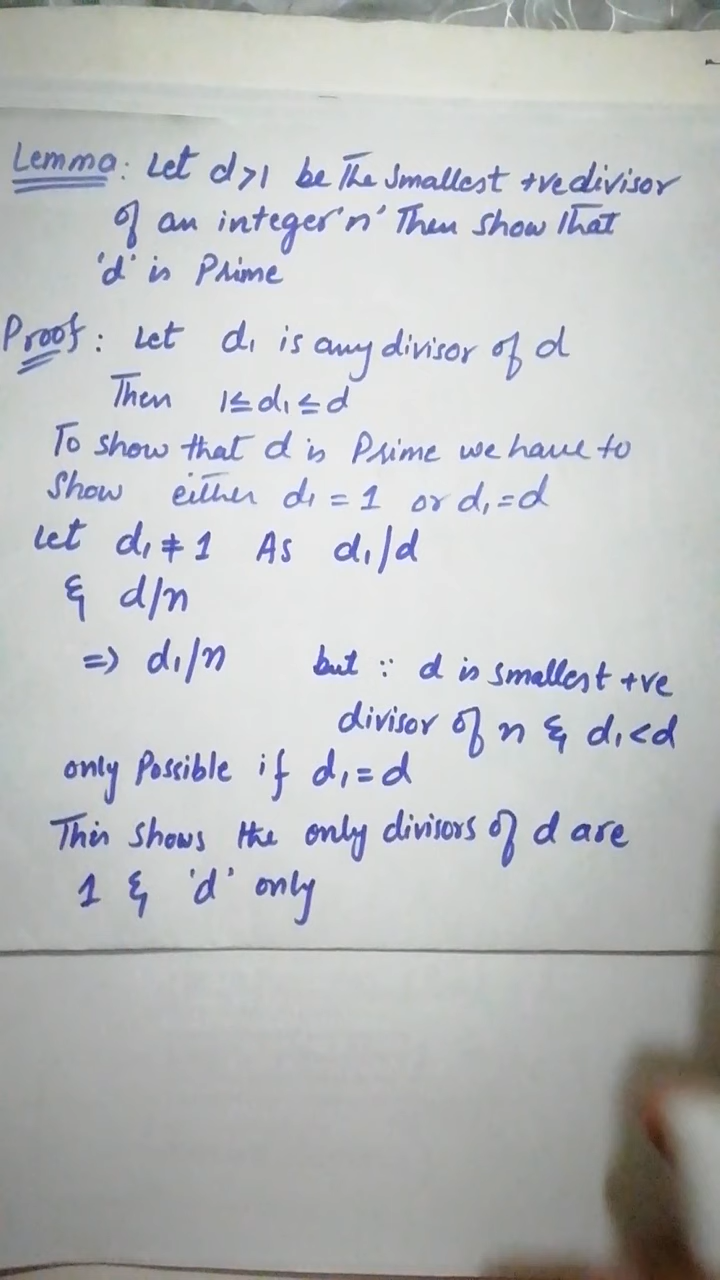 Lemma: Let d>1 be The smallest +ve divisor
of an integer 'n' Then show that
'd' is Prime
Proof: Let d₁ is any divisor of d
Then 1≤d₁≤d
To show that d is Prime we have to
Show either d₁ = 1 or d₁=d
Let d₁ ≠ 1 As d₁/d
& d/n
=> d₁/n but ∵ d is smallest +ve
divisor of n & d₁<d
only Possible if d₁=d
This shows the only divisors of d are
1 & 'd' only